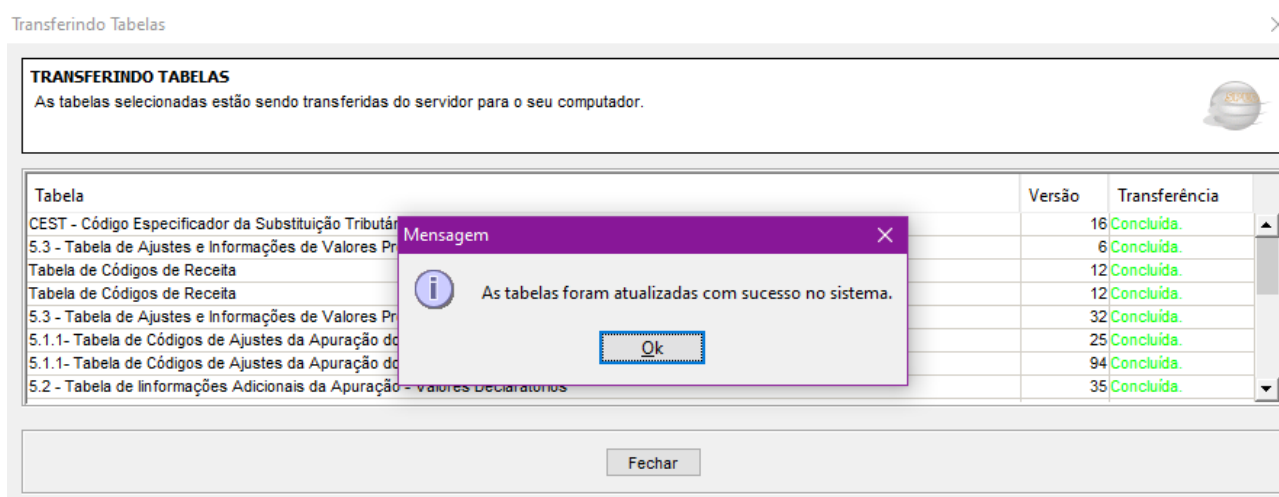 Transferindo Tabelas
TRANSFERINDO TABELAS
As tabelas selecionadas estão sendo transferidas do servidor para o seu computador.
Tabela Versão Transferência
CEST - Código Especificador da Substituição Tributár 16 Concluída.
5.3 - Tabela de Ajustes e Informações de Valores Pr 6 Concluída.
Tabela de Códigos de Receita 12 Concluída.
Tabela de Códigos de Receita 12 Concluída.
5.3 - Tabela de Ajustes e Informações de Valores Pr 32 Concluída.
5.1.1- Tabela de Códigos de Ajustes da Apuração do 25 Concluída.
5.1.1- Tabela de Códigos de Ajustes da Apuração do 94 Concluída.
5.2 - Tabela de Iinformações Adicionais da Apuração - Valores Declaratórios 35 Concluída.
Mensagem
As tabelas foram atualizadas com sucesso no sistema.
Ok
Fechar